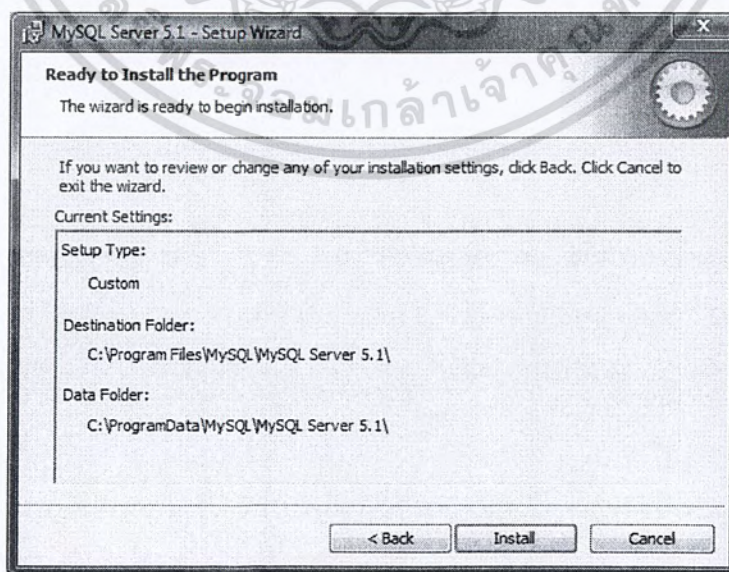 MySQL Server 5.1 - Setup Wizard
Ready to Install the Program
The wizard is ready to begin installation.
If you want to review or change any of your installation settings, click Back. Click Cancel to
exit the wizard.
Current Settings:
Setup Type:
Custom
Destination Folder:
C:\Program Files\MySQL\MySQL Server 5.1\
Data Folder:
C:\ProgramData\MySQL\MySQL Server 5.1\
< Back
Install
Cancel